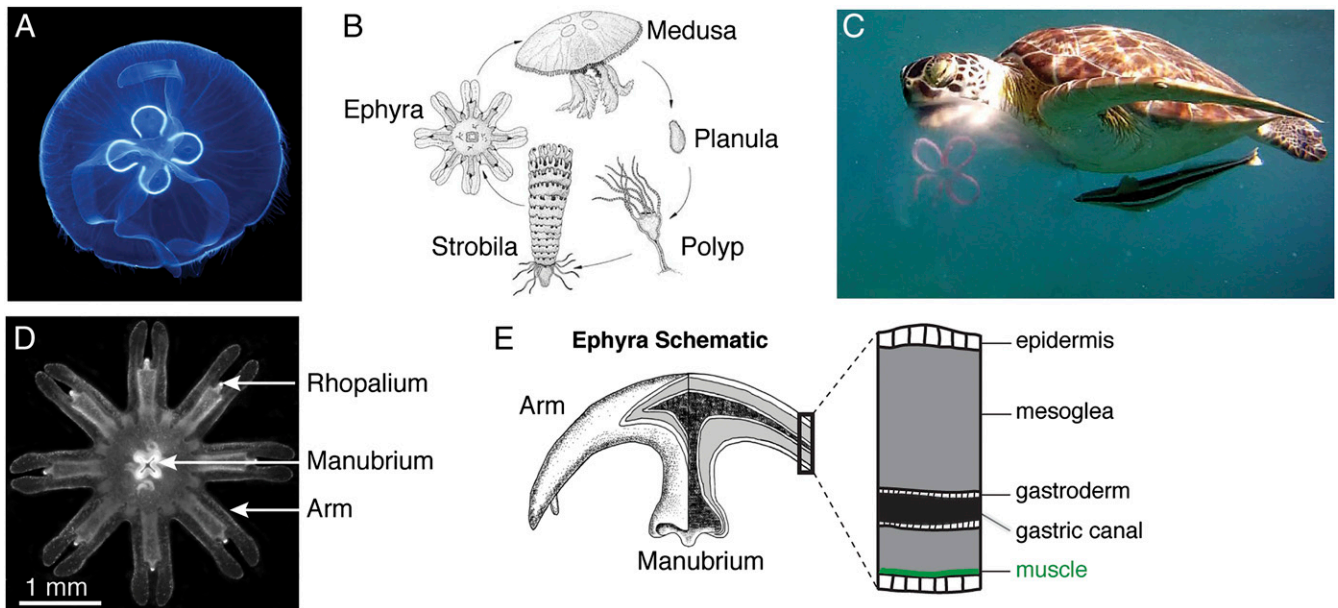 A
B
Medusa
Ephyra
Planula
Strobila
Polyp
C
D
Rhopalium
Manubrium
Arm
1 mm
E
Ephyra Schematic
Arm
Manubrium
epidermis
mesoglea
gastroderm
gastric canal
muscle